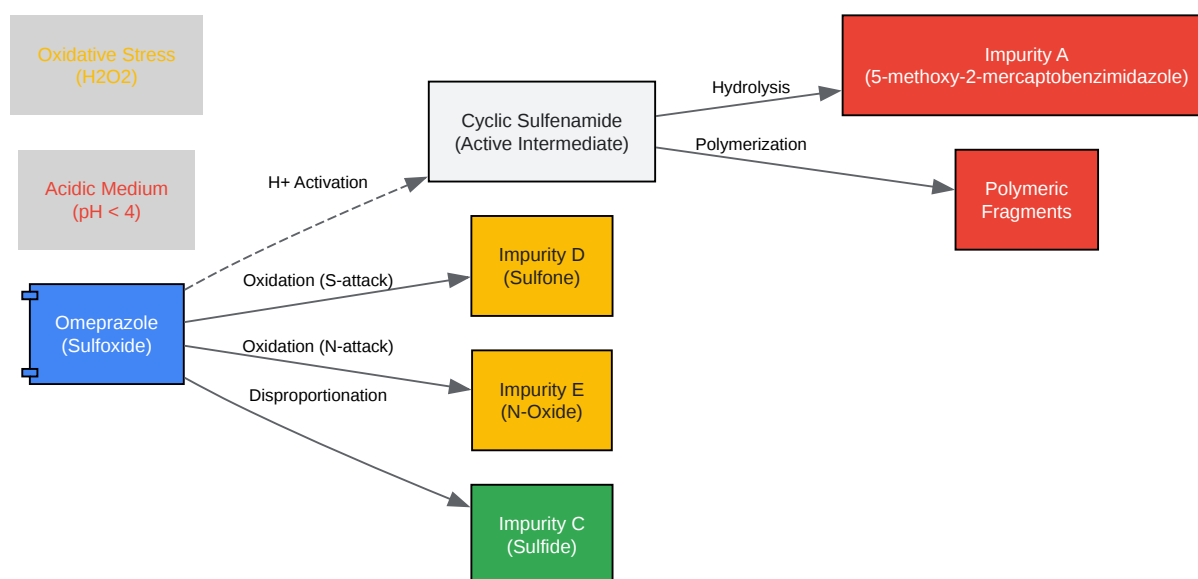 Oxidative Stress
(H2O2)
Acidic Medium
(pH < 4)
Omeprazole
(Sulfoxide)
H+ Activation
Oxidation (S-attack)
Oxidation (N-attack)
Disproportionation
Cyclic Sulfenamide
(Active Intermediate)
Impurity D
(Sulfone)
Impurity E
(N-Oxide)
Impurity C
(Sulfide)
Hydrolysis
Polymerization
Impurity A
(5-methoxy-2-mercaptobenzimidazole)
Polymeric
Fragments